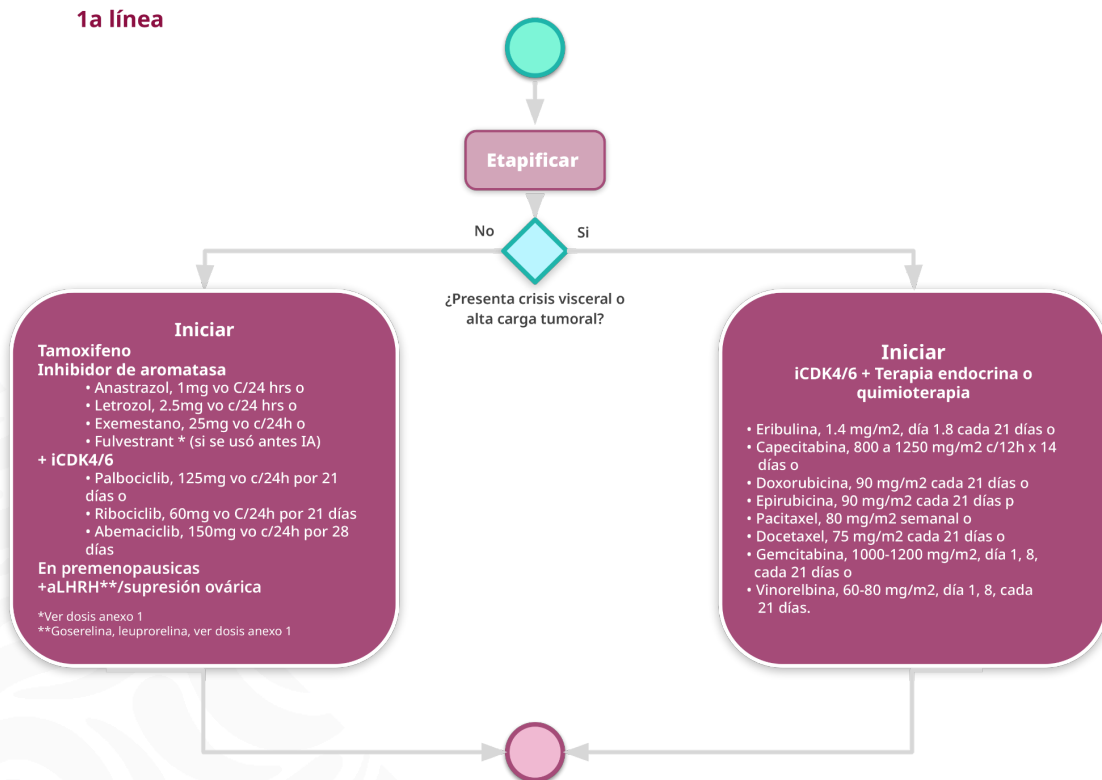 1a línea
Etapificar
No
Si
¿Presenta crisis visceral o
alta carga tumoral?
Iniciar
Tamoxifeno
Inhibidor de aromatasa
• Anastrazol, 1mg vo C/24 hrs o
• Letrozol, 2.5mg vo c/24 hrs o
• Exemestano, 25mg vo c/24h o
• Fulvestrant * (si se usó antes IA)
+ iCDK4/6
• Palbociclib, 125mg vo c/24h por 21
días o
• Ribociclib, 60mg vo C/24h por 21 días
• Abemaciclib, 150mg vo c/24h por 28
días
En premenopausicas
+aLHRH**/supresión ovárica
*Ver dosis anexo 1
**Goserelina, leuprorelina, ver dosis anexo 1
Iniciar
iCDK4/6 + Terapia endocrina o
quimioterapia
• Eribulina, 1.4 mg/m2, día 1.8 cada 21 días o
• Capecitabina, 800 a 1250 mg/m2 c/12h x 14
días o
• Doxorubicina, 90 mg/m2 cada 21 días o
• Epirubicina, 90 mg/m2 cada 21 días p
• Pacitaxel, 80 mg/m2 semanal o
• Docetaxel, 75 mg/m2 cada 21 días o
• Gemcitabina, 1000-1200 mg/m2, día 1, 8,
cada 21 días o
• Vinorelbina, 60-80 mg/m2, día 1, 8, cada
21 días.